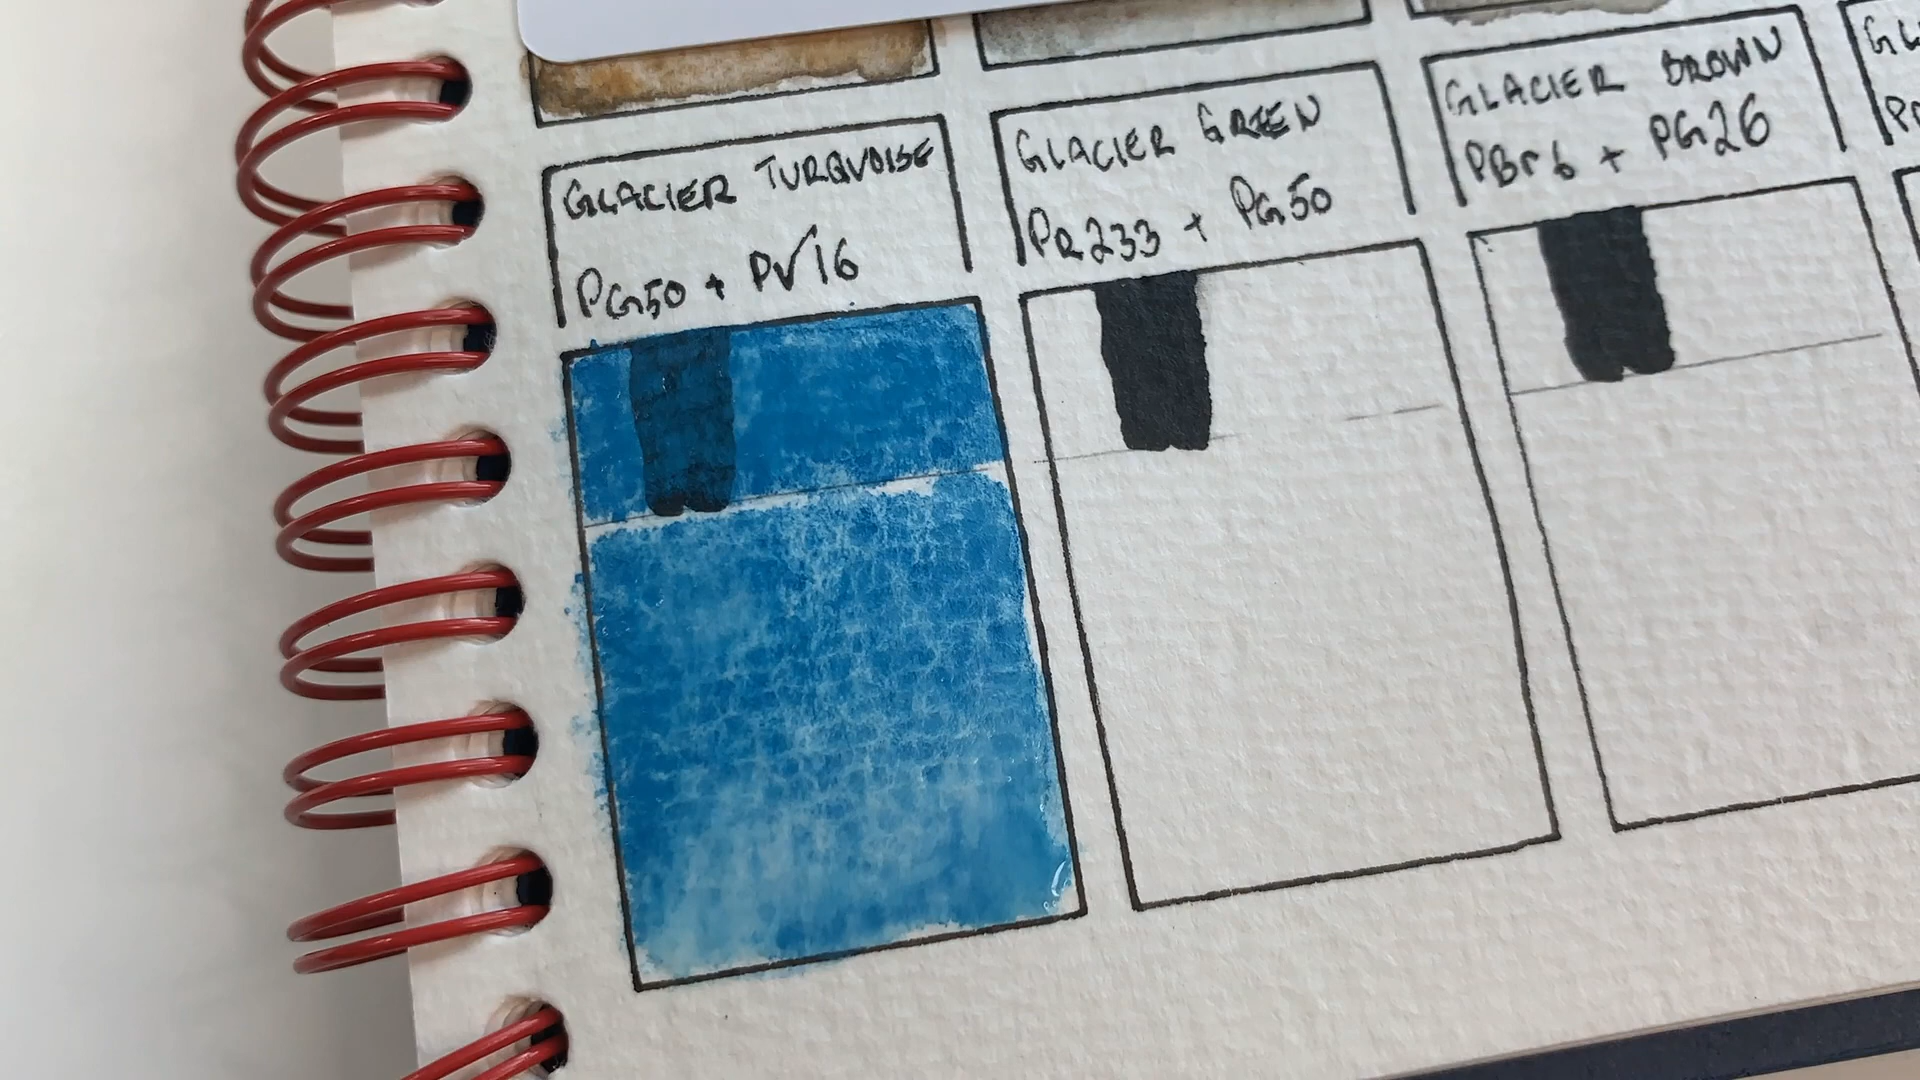 GLACIER TURQUOISE
PG50 + PV16
GLACIER GREEN
PR233 + PG50
GLACIER BROWN
PBr6 + PG26